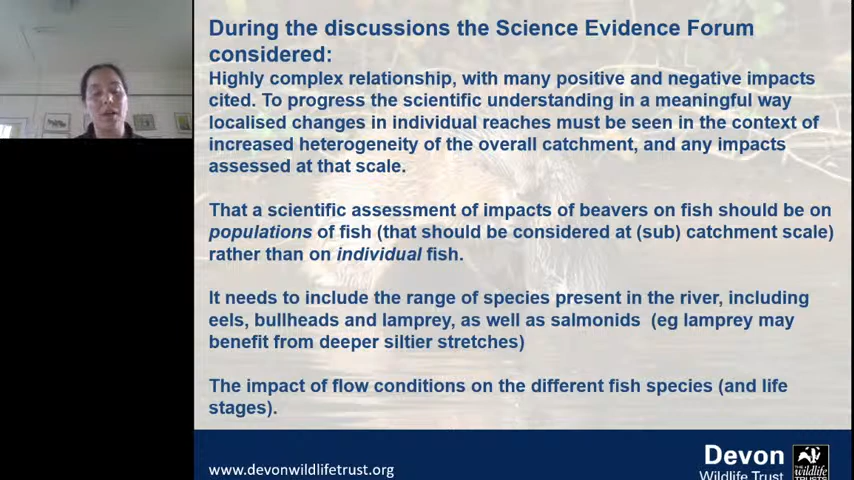 During the discussions the Science Evidence Forum
considered:
Highly complex relationship, with many positive and negative impacts
cited. To progress the scientific understanding in a meaningful way
localised changes in individual reaches must be seen in the context of
increased heterogeneity of the overall catchment, and any impacts
assessed at that scale.
That a scientific assessment of impacts of beavers on fish should be on
populations of fish (that should be considered at (sub) catchment scale)
rather than on individual fish.
It needs to include the range of species present in the river, including
eels, bullheads and lamprey, as well as salmonids (eg lamprey may
benefit from deeper siltier stretches)
The impact of flow conditions on the different fish species (and life
stages).
www.devonwildlifetrust.org
Devon
Wildlife Trust